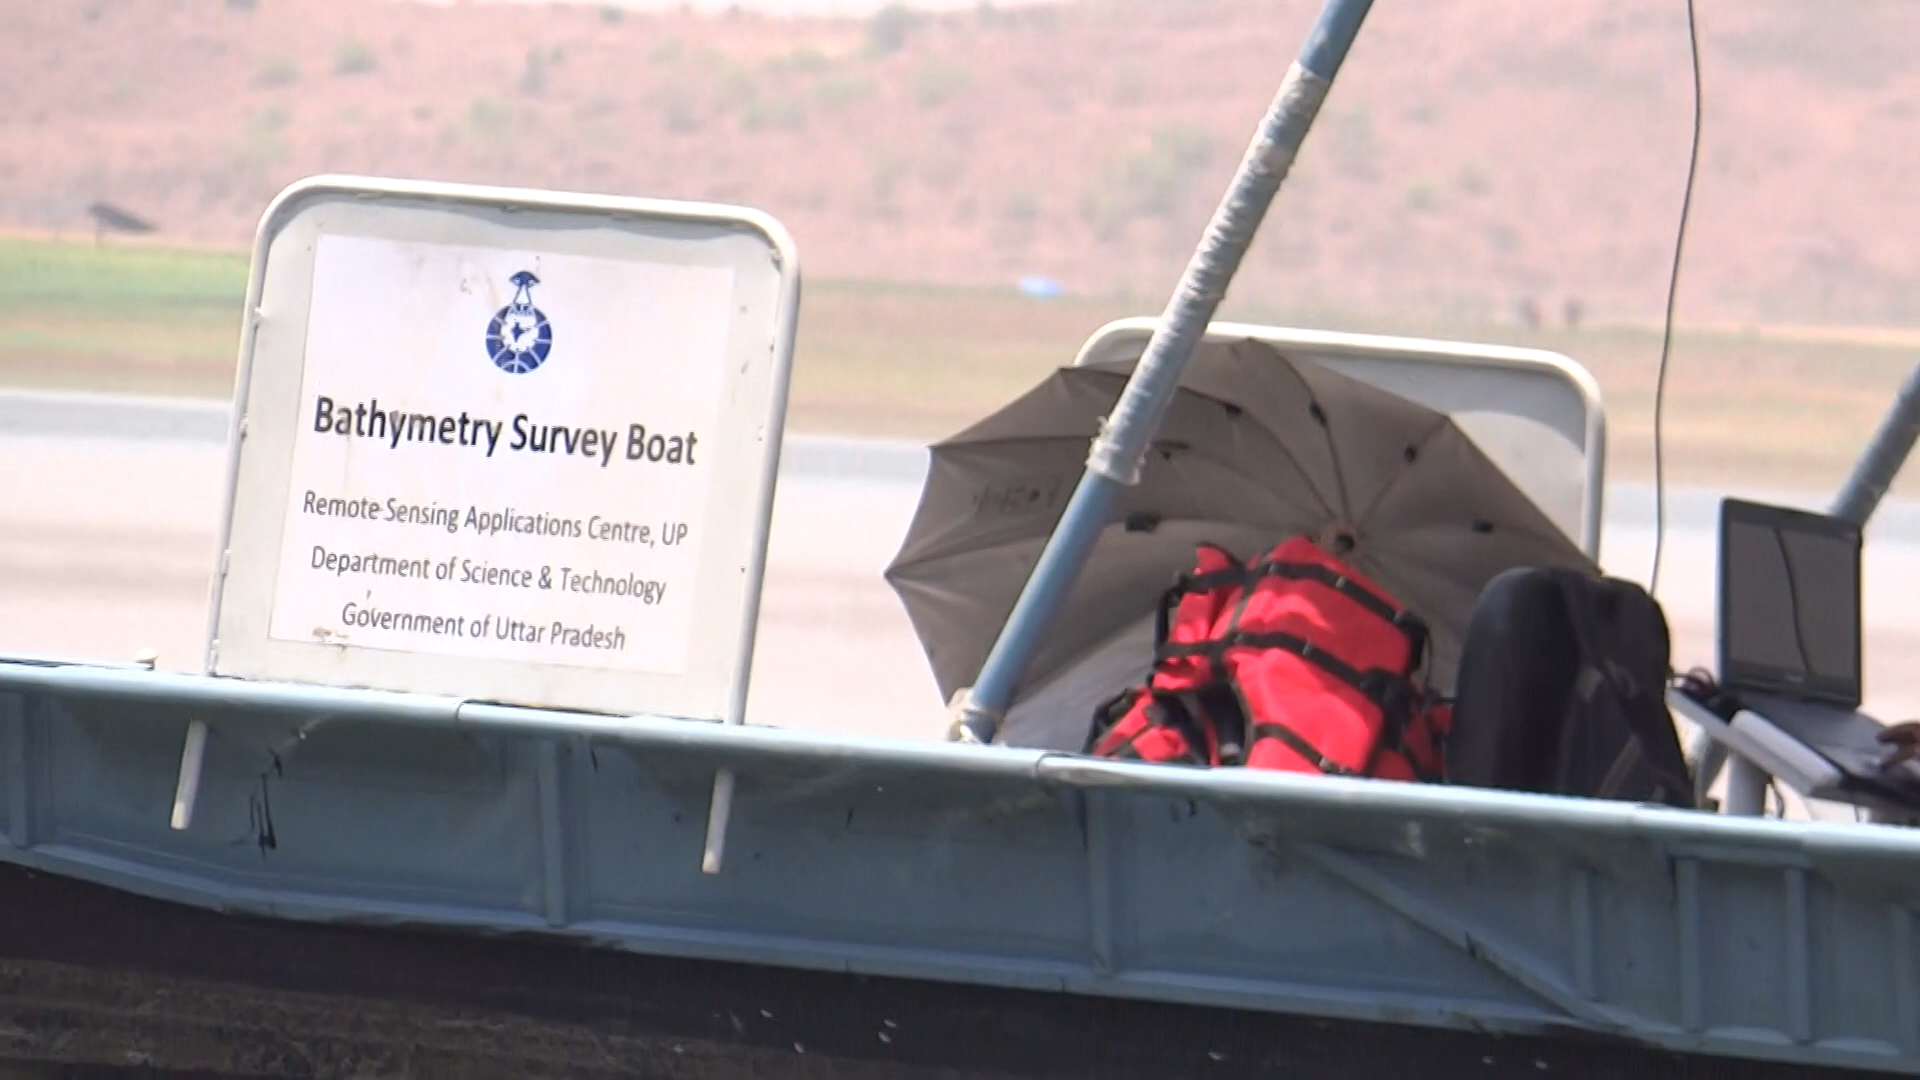 Bathymetry Survey Boat
Remote Sensing Applications Centre, UP
Department of Science & Technology
Government of Uttar Pradesh